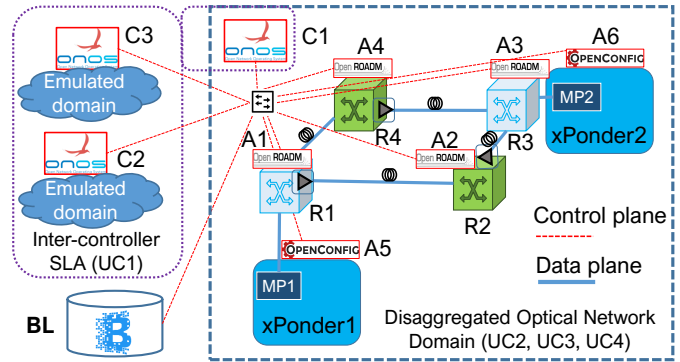 C3
onos
Emulated
domain
C1
onos
A4
Open ROADM
A3
Open ROADM
A6
OPENCONFIG
MP2
xPonder2
R4
R3
C2
onos
Emulated
domain
A1
Open ROADM
A2
Open ROADM
R1
R2
Inter-controller
SLA (UC1)
Control plane
Data plane
OPENCONFIG
A5
MP1
xPonder1
BL
Disaggregated Optical Network
Domain (UC2, UC3, UC4)